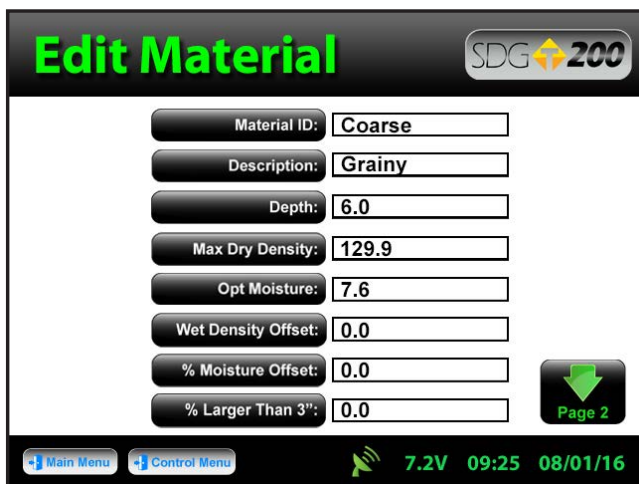 Edit Material
SDG T 200
Material ID: Coarse
Description: Grainy
Depth: 6.0
Max Dry Density: 129.9
Opt Moisture: 7.6
Wet Density Offset: 0.0
% Moisture Offset: 0.0
% Larger Than 3”: 0.0
Page 2
Main Menu Control Menu 7.2V 09:25 08/01/16